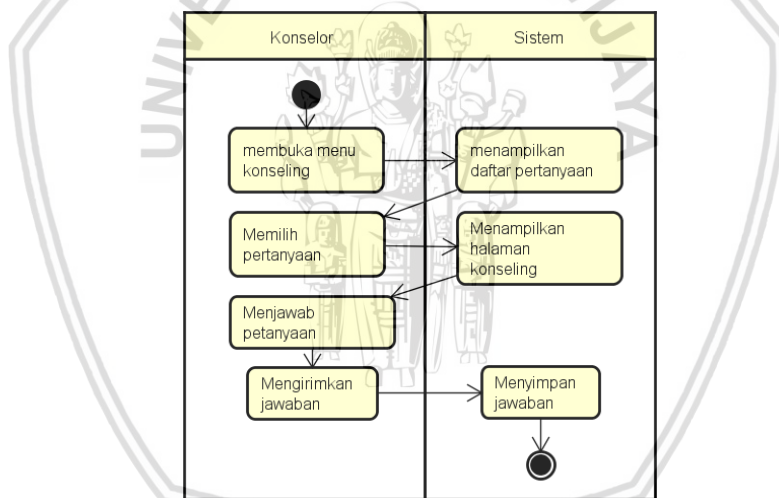 Konselor
Sistem
membuka menu
konseling
menampilkan
daftar pertanyaan
Memilih
pertanyaan
Menampilkan
halaman
konseling
Menjawab
petanyaan
Mengirimkan
jawaban
Menyimpan
jawaban